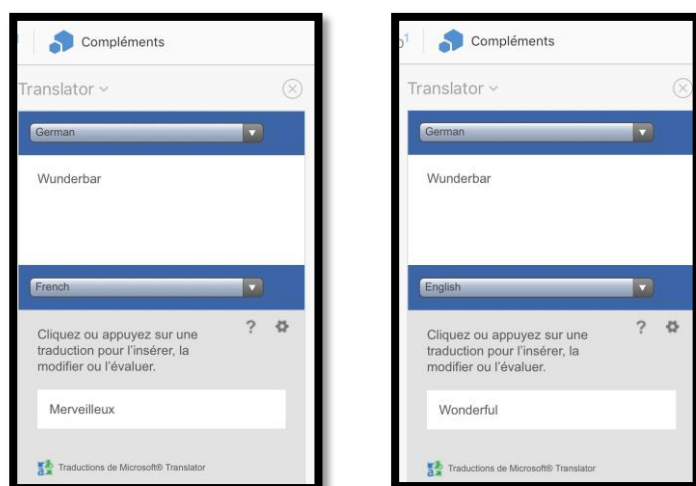 Compléments
Translator
German
Wunderbar
French
Cliquez ou appuyez sur une
traduction pour l'insérer, la
modifier ou l'évaluer.
?
Merveilleux
Traductions de Microsoft® Translator
Compléments
Translator
German
Wunderbar
English
Cliquez ou appuyez sur une
traduction pour l'insérer, la
modifier ou l'évaluer.
?
Wonderful
Traductions de Microsoft® Translator